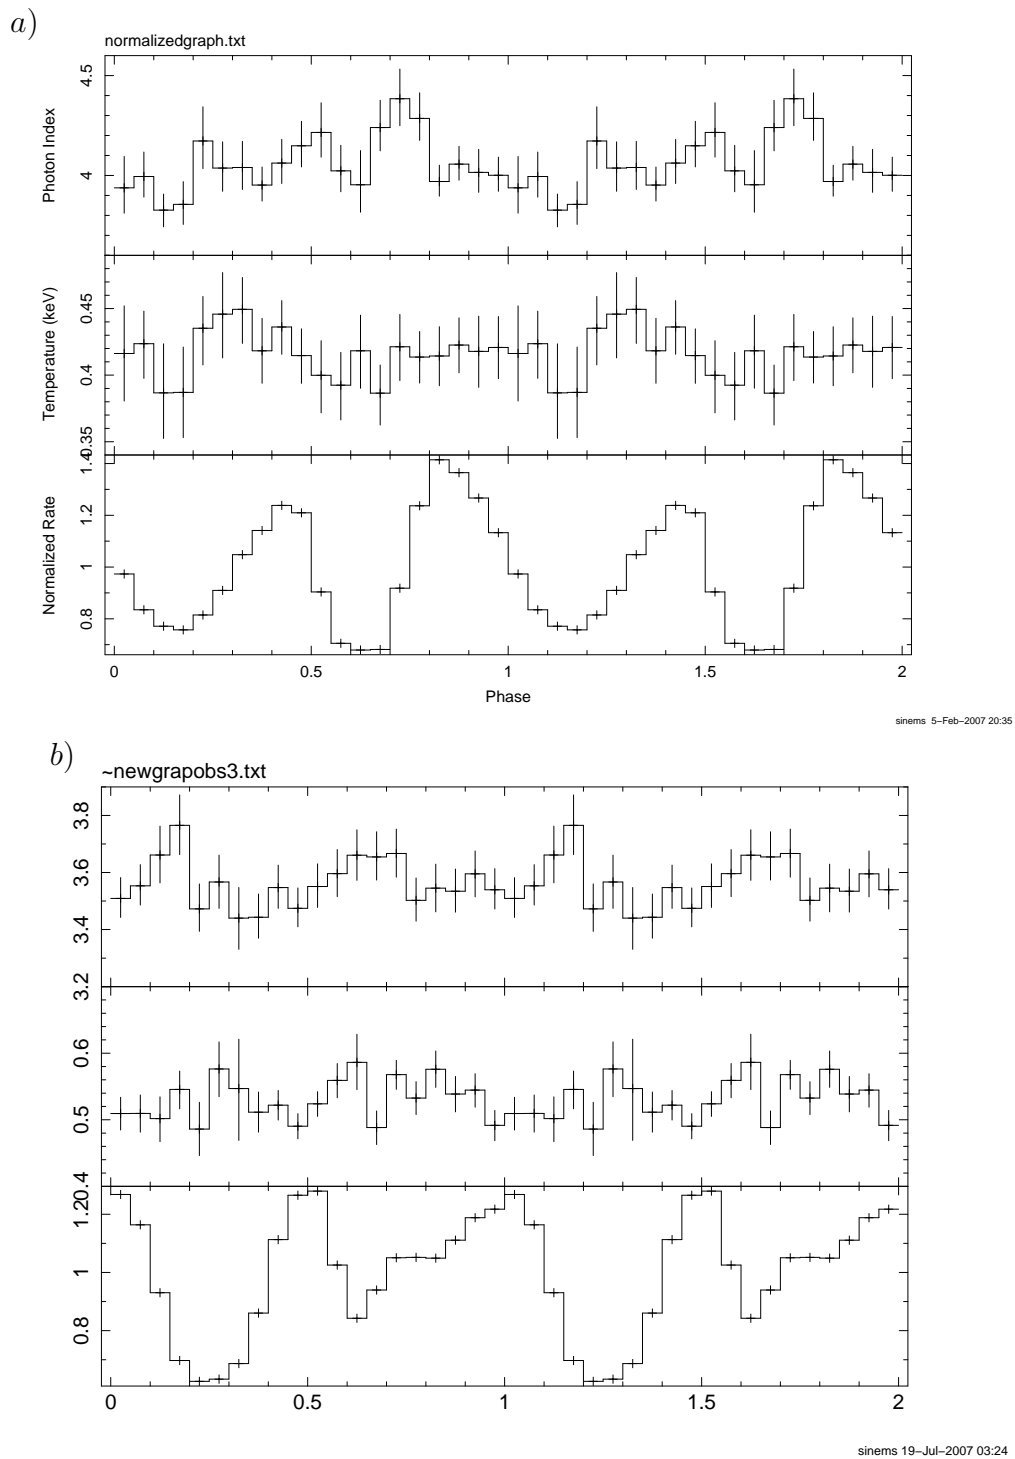 a)
normalizedgraph.txt
Photon Index
4.5
4
Temperature (keV)
0.45
0.4
0.35
Normalized Rate
1.4
1.2
1
0.8
0 0.5 1 1.5 2
Phase
sinems 5−Feb−2007 20:35
b)
~newgrapobs3.txt
3.8
3.6
3.4
3.2
0.6
0.5
0.4
1.2
1
0.8
0 0.5 1 1.5 2
sinems 19−Jul−2007 03:24